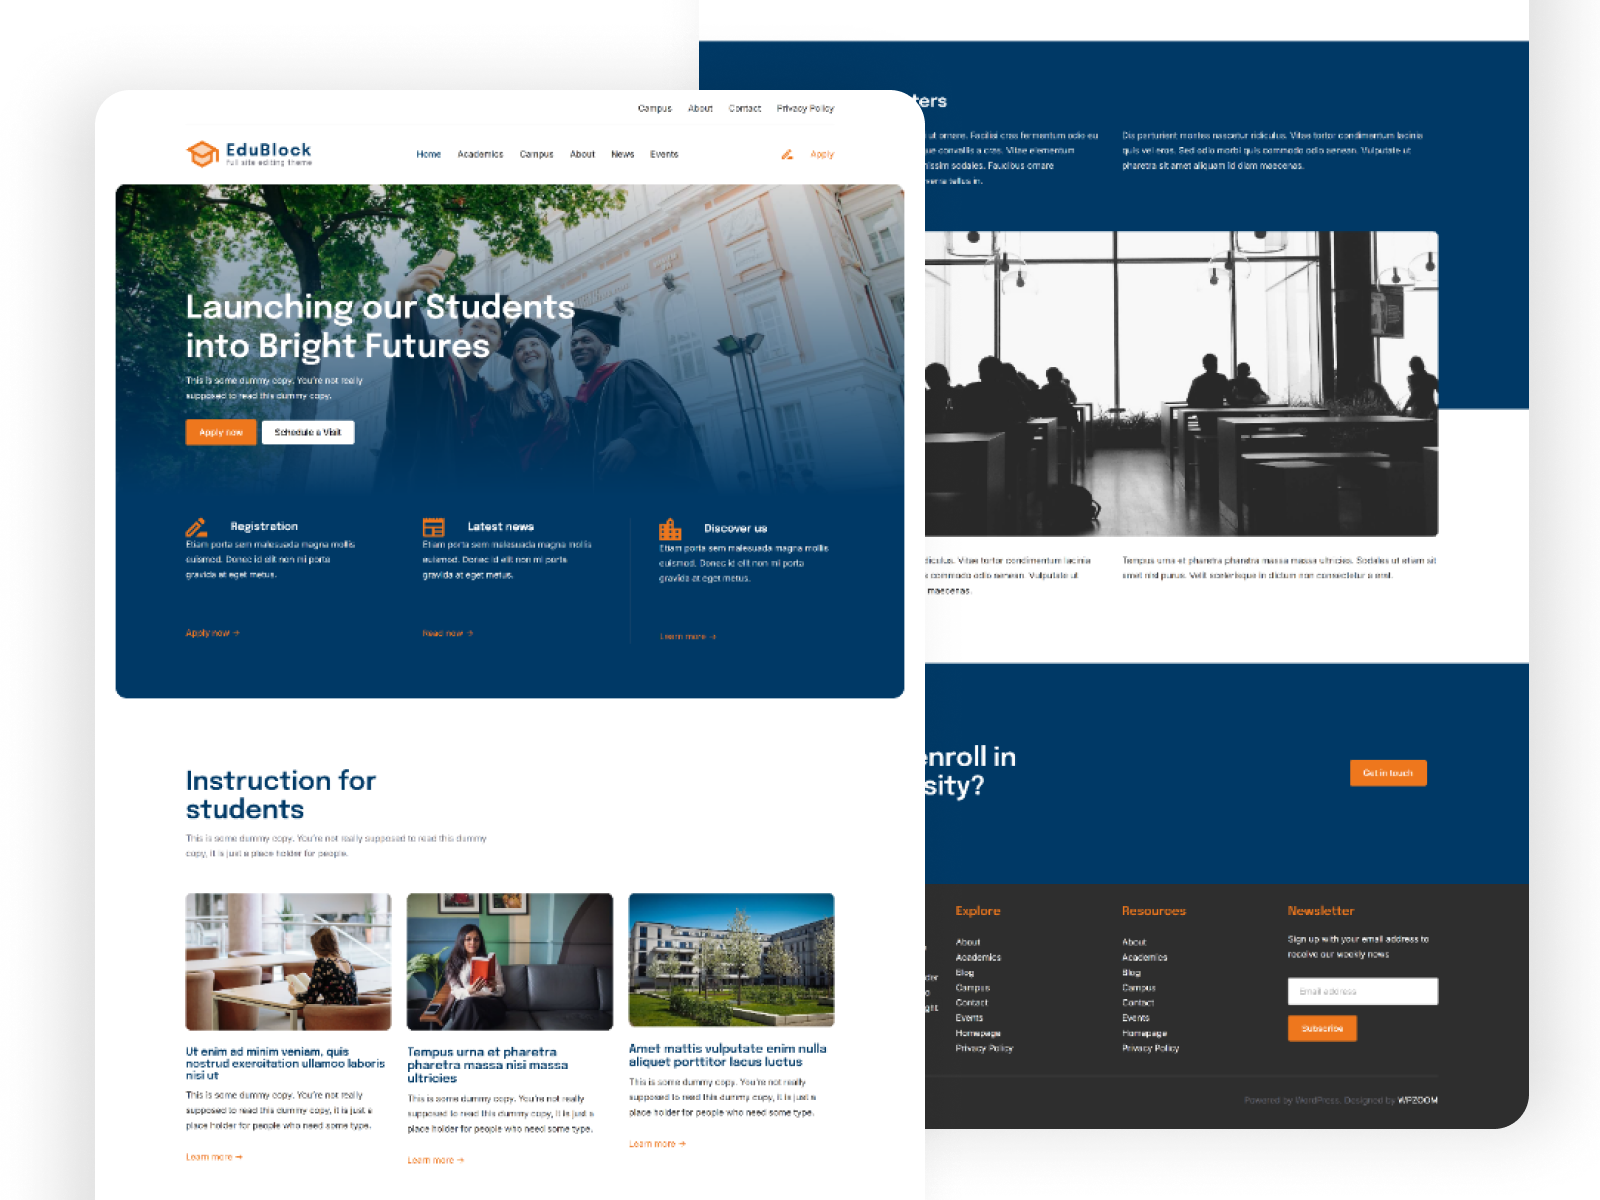 Campus About Contact Privacy Policy
EduBlock
Full site editing theme
Home Academics Campus About News Events Apply
Launching our Students
into Bright Futures
This is some dummy copy. You're not really
supposed to read this dummy copy.
Apply now Schedule a Visit
Registration
Etiam porta sem malesuada magna mollis
euismod. Donec id elit non mi porta
gravida at eget metus.
Apply now →
Latest news
Etiam porta sem malesuada magna mollis
euismod. Donec id elit non mi porta
gravida at eget metus.
Read now →
Discover us
Etiam porta sem malesuada magna mollis
euismod. Donec id elit non mi porta
gravida at eget metus.
Learn more →
Instruction for
students
This is some dummy copy. You're not really supposed to read this dummy
copy, it is just a place holder for people.
Ut enim ad minim veniam, quis
nostrud exercitation ullamco laboris
nisi ut
This is some dummy copy. You're not really
supposed to read this dummy copy, it is just a
place holder for people who need some type.
Learn more →
Tempus urna et pharetra
pharetra massa nisi massa
ultricies
This is some dummy copy. You're not really
supposed to read this dummy copy, it is just a
place holder for people who need some type.
Learn more →
Amet mattis vulputate enim nulla
aliquet porttitor lacus luctus
This is some dummy copy. You're not really
supposed to read this dummy copy, it is just a
place holder for people who need some type.
Learn more →
ters
ut ornare. Facilisi cras fermentum odio eu
ue convallis a cras. Vitae elementum
nissim sodales. Faucibus ornare
verra tellus in.
Dis parturient montes nascetur ridiculus. Vitae tortor condimentum lacinia
quis vel eros. Sed odio morbi quis commodo odio aenean. Vulputate ut
pharetra sit amet aliquam id diam maecenas.
diculus. Vitae tortor condimentum lacinia
s commodo odio aenean. Vulputate ut
maecenas.
Tempus urna et pharetra pharetra massa massa ultricies. Sodales ut etiam sit
amet nisl purus. Velit scelerisque in dictum non consectetur a erat.
enroll in
sity?
Get in touch
der
ght
Explore
About
Academics
Blog
Campus
Contact
Events
Homepage
Privacy Policy
Resources
About
Academics
Blog
Campus
Contact
Events
Homepage
Privacy Policy
Newsletter
Sign up with your email address to
receive our weekly news
Email address
Subscribe
Powered by WordPress. Designed by WPZOOM